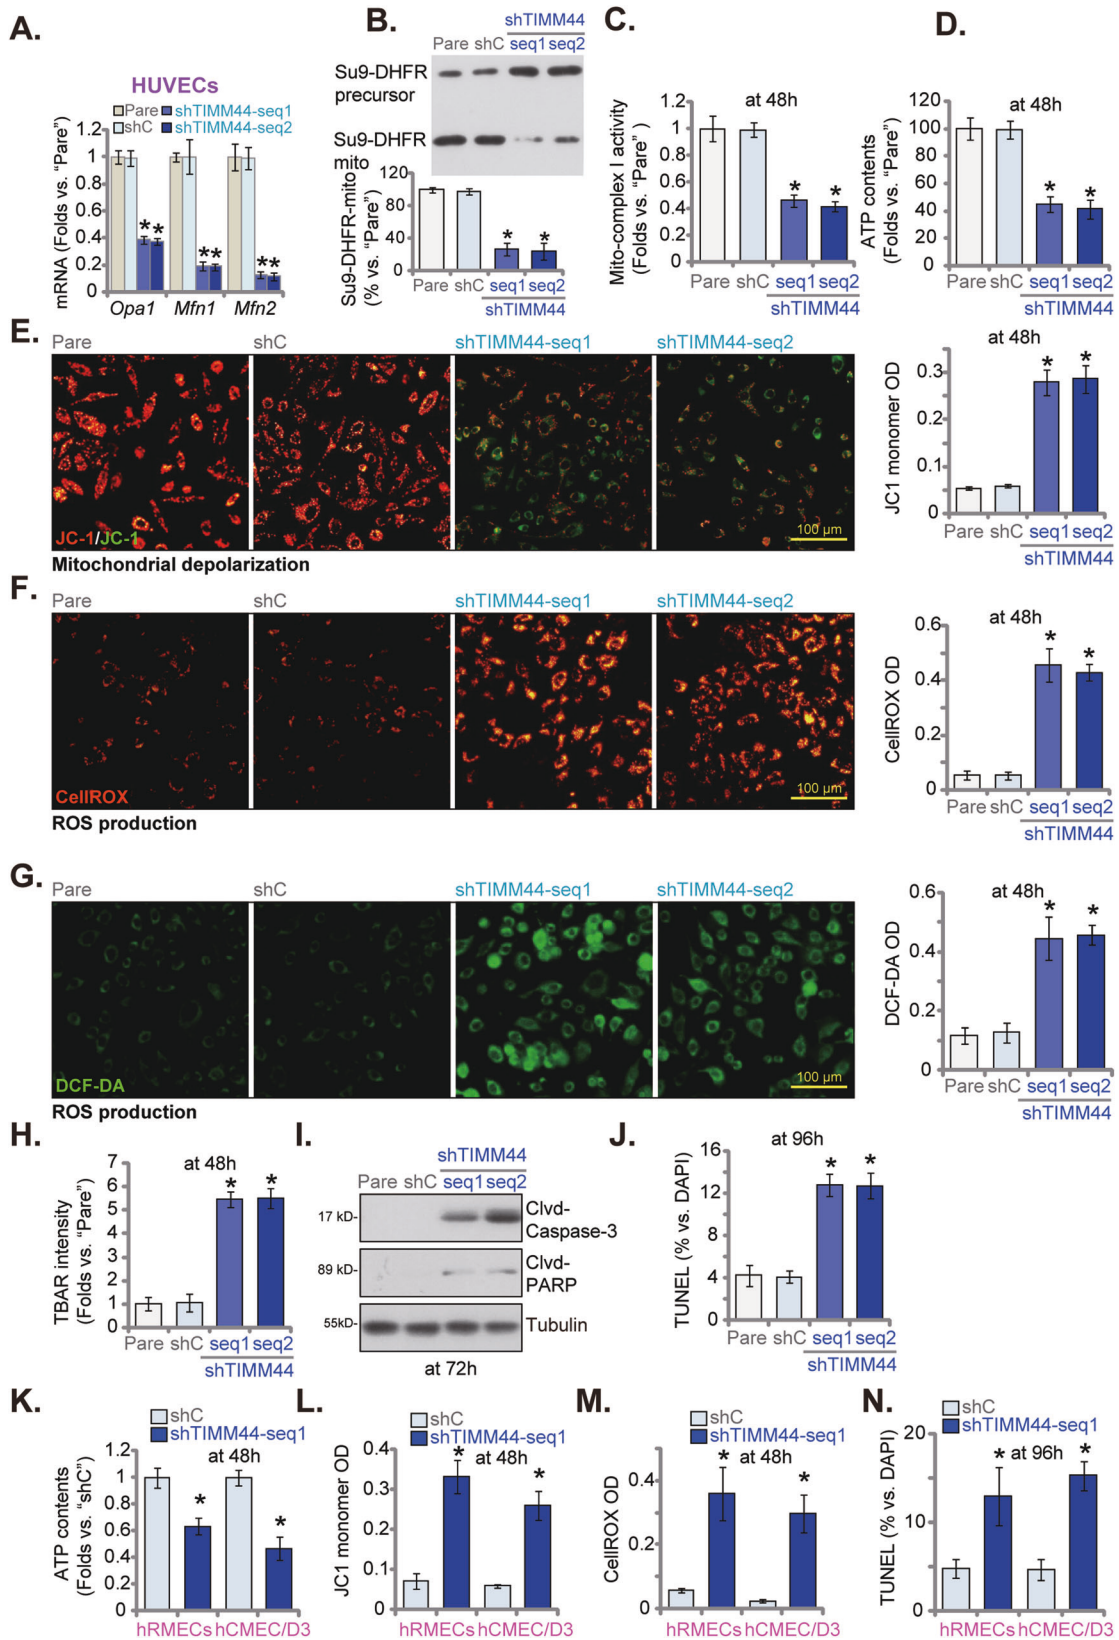 A.
HUVECs
Pare shTIMM44-seq1
shC shTIMM44-seq2
mRNA (Folds vs. “Pare”)
1.2
1
0.8
0.6
0.4
0.2
0
* * ** **
Opa1 Mfn1 Mfn2
B.
shTIMM44
Pare shC seq1 seq2
Su9-DHFR
precursor
Su9-DHFR
mito
Su9-DHFR-mito
(% vs. “Pare”)
120
80
40
0
* *
Pare shC seq1 seq2
shTIMM44
C.
at 48h
Mito-complex I activity
(Folds vs. “Pare” )
1.2
1
0.8
0.6
0.4
0.2
0
* *
Pare shC seq1 seq2
shTIMM44
D.
at 48h
ATP contents
(Folds vs. “Pare”)
120
100
80
60
40
20
0
* *
Pare shC seq1 seq2
shTIMM44
E.
Pare shC shTIMM44-seq1 shTIMM44-seq2
JC-1/JC-1
100 µm
Mitochondrial depolarization
at 48h
JC1 monomer OD
0.3
0.2
0.1
0
* *
Pare shC seq1 seq2
shTIMM44
F.
Pare shC shTIMM44-seq1 shTIMM44-seq2
CellROX
100 µm
ROS production
at 48h
CellROX OD
0.6
0.4
0.2
0
* *
Pare shC seq1 seq2
shTIMM44
G.
Pare shC shTIMM44-seq1 shTIMM44-seq2
DCF-DA
100 µm
ROS production
at 48h
DCF-DA OD
0.6
0.4
0.2
0
* *
Pare shC seq1 seq2
shTIMM44
H.
at 48h
TBAR intensity
(Folds vs. “Pare”)
7
6
5
4
3
2
1
0
* *
Pare shC seq1 seq2
shTIMM44
I.
shTIMM44
Pare shC seq1 seq2
17 kD-
Clvd-
Caspase-3
89 kD-
Clvd-
PARP
55kD-
Tubulin
at 72h
J.
at 96h
TUNEL (% vs. DAPI)
16
12
8
4
0
* *
Pare shC seq1 seq2
shTIMM44
K.
shC
shTIMM44-seq1
at 48h
ATP contents
(Folds vs. “shC”)
1.2
1
0.8
0.6
0.4
0.2
0
* *
hRMECs hCMEC/D3
L.
shC
shTIMM44-seq1
at 48h
JC1 monomer OD
0.4
0.3
0.2
0.1
0
* *
hRMECs hCMEC/D3
M.
shC
shTIMM44-seq1
at 48h
CellROX OD
0.4
0.2
0
* *
hRMECs hCMEC/D3
N.
shC
shTIMM44-seq1
at 96h
TUNEL (% vs. DAPI)
20
10
0
* *
hRMECs hCMEC/D3